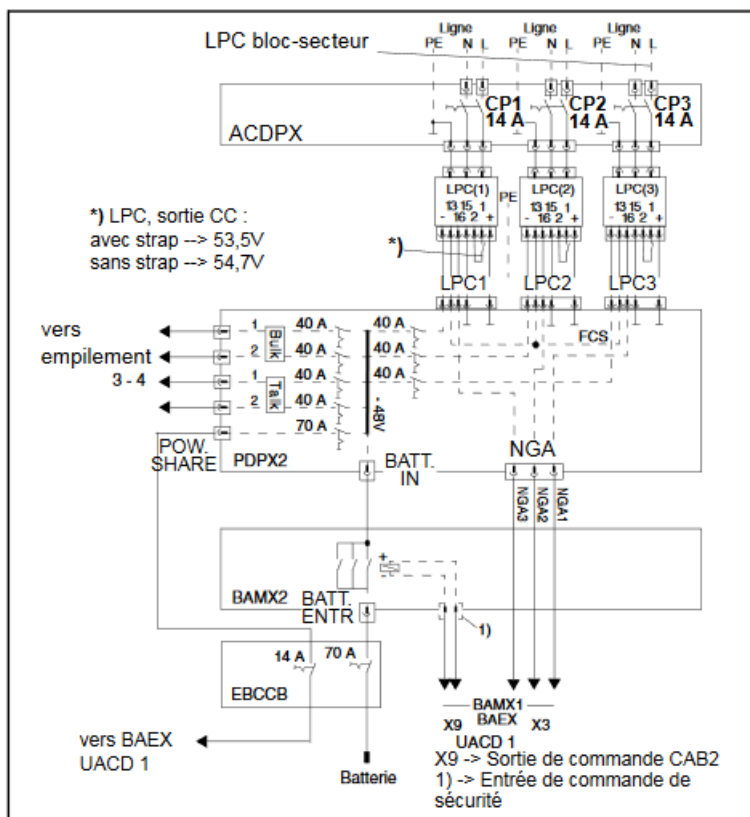 Ligne Ligne Ligne
LPC bloc-secteur
PE N L PE N L PE N L
CP1 CP2 CP3
14 A 14 A 14 A
ACDPX
LPC(1) LPC(2) LPC(3)
PE
13 15 1 13 15 1 13 15 1
- 16 2 + - 16 2 + - 16 2 +
*) LPC, sortie CC :
avec strap --> 53,5V
sans strap --> 54,7V
*)
LPC1 LPC2 LPC3
vers
empilement
3 - 4
1 Bulk 40 A 40 A
2 40 A 40 A
1 Talk 40 A 40 A
2 40 A
70 A
- 48V
FCS
POW.
SHARE
PDPX2
BATT.
IN
NGA
NGA3 NGA2 NGA1
+
BAMX2
BATT.
ENTR
1)
14 A 70 A
EBCCB
vers BAEX
UACD 1
Batterie
BAMX1
BAEX
X9 X3
UACD 1
X9 -> Sortie de commande CAB2
1) -> Entrée de commande de
sécurité